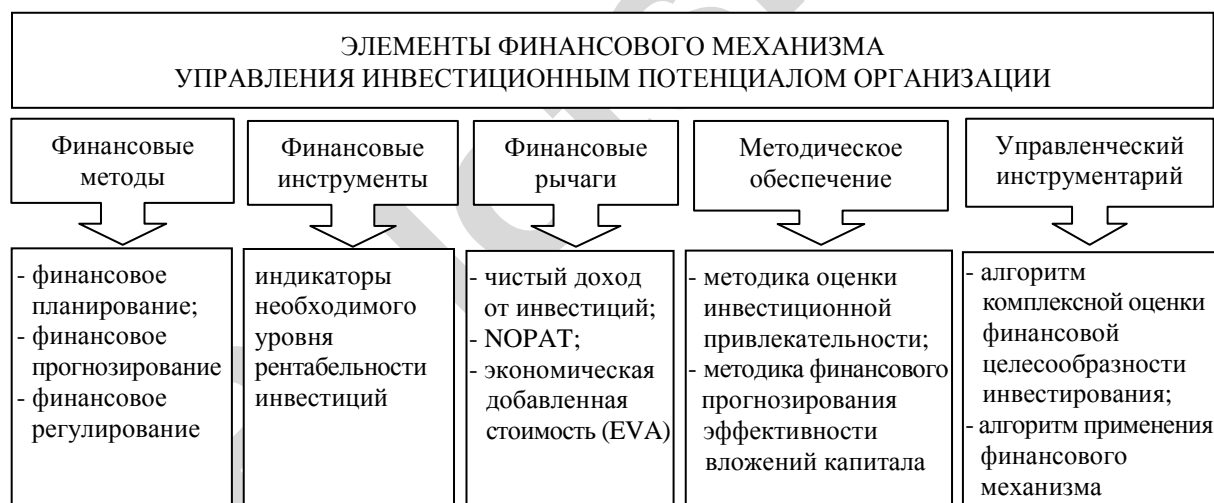 ЭЛЕМЕНТЫ ФИНАНСОВОГО МЕХАНИЗМА
УПРАВЛЕНИЯ ИНВЕСТИЦИОННЫМ ПОТЕНЦИАЛОМ ОРГАНИЗАЦИИ
Финансовые
методы
Финансовые
инструменты
Финансовые
рычаги
Методическое
обеспечение
Управленческий
инструментарий
- финансовое
планирование;
- финансовое
прогнозирование
- финансовое
регулирование
индикаторы
необходимого
уровня
рентабельности
инвестиций
- чистый доход
от инвестиций;
- NOPAT;
- экономическая
добавленная
стоимость (EVA)
- методика оценки
инвестиционной
привлекательности;
- методика финансового
прогнозирования
эффективности
вложений капитала
- алгоритм
комплексной оценки
финансовой
целесообразности
инвестирования;
- алгоритм применения
финансового
механизма